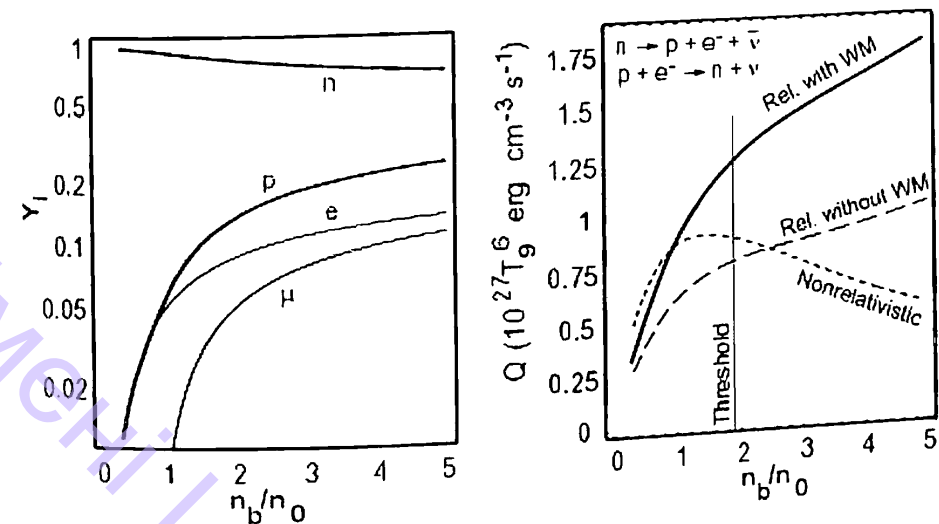 1
0.5
0.2
0.1
0.05
0.02
Y_i
n
p
e
μ
0 1 2 3 4 5
n_b/n_0
1.75
1.5
1.25
1
0.75
0.5
0.25
0
Q (10^27 T_9^6 erg cm^-3 s^-1)
n → p + e⁻ + ν̄
p + e⁻ → n + ν
Rel. with WM
Rel. without WM
Nonrelativistic
Threshold
0 1 2 3 4 5
n_b/n_0